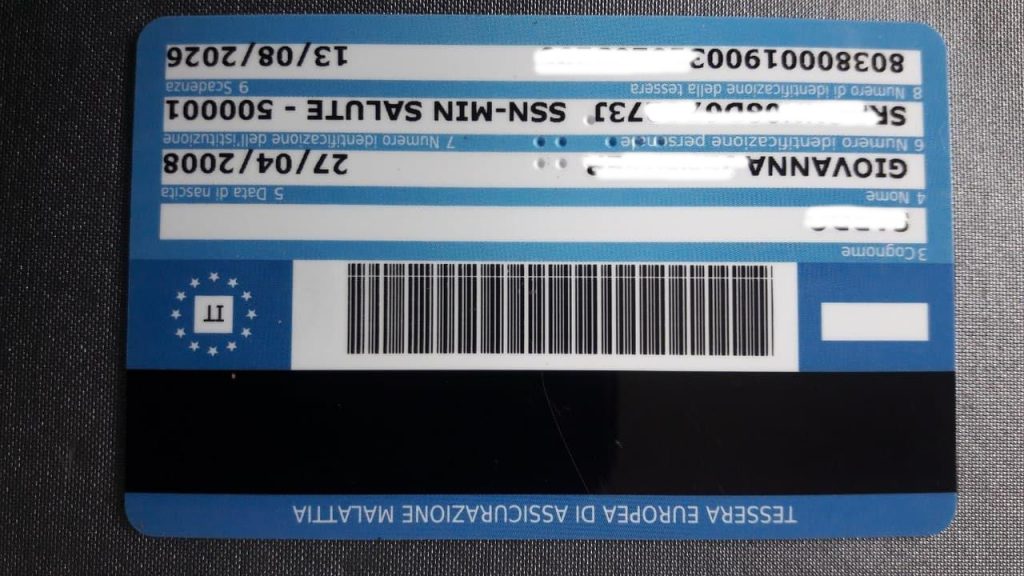 TESSERA EUROPEA DI ASSICURAZIONE MALATTIA
IT
3 Cognome
4 Nome
5 Data di nascita
GIOVANNA
27/04/2008
6 Numero identificazione personale
7 Numero identificazione dell'istituzione
SSN-MIN SALUTE - 500001
8 Numero di identificazione della tessera
9 Scadenza
803800019003
13/08/2026